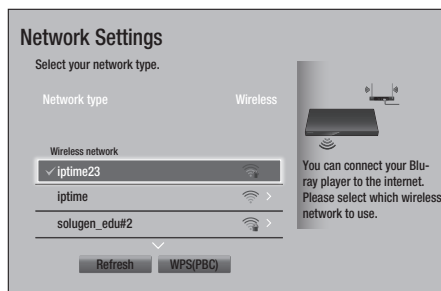 Network Settings
Select your network type.
Network type Wireless
Wireless network
iptime23
iptime
solugen_edu#2
Refresh WPS(PBC)
You can connect your Blu-
ray player to the internet.
Please select which wireless
network to use.